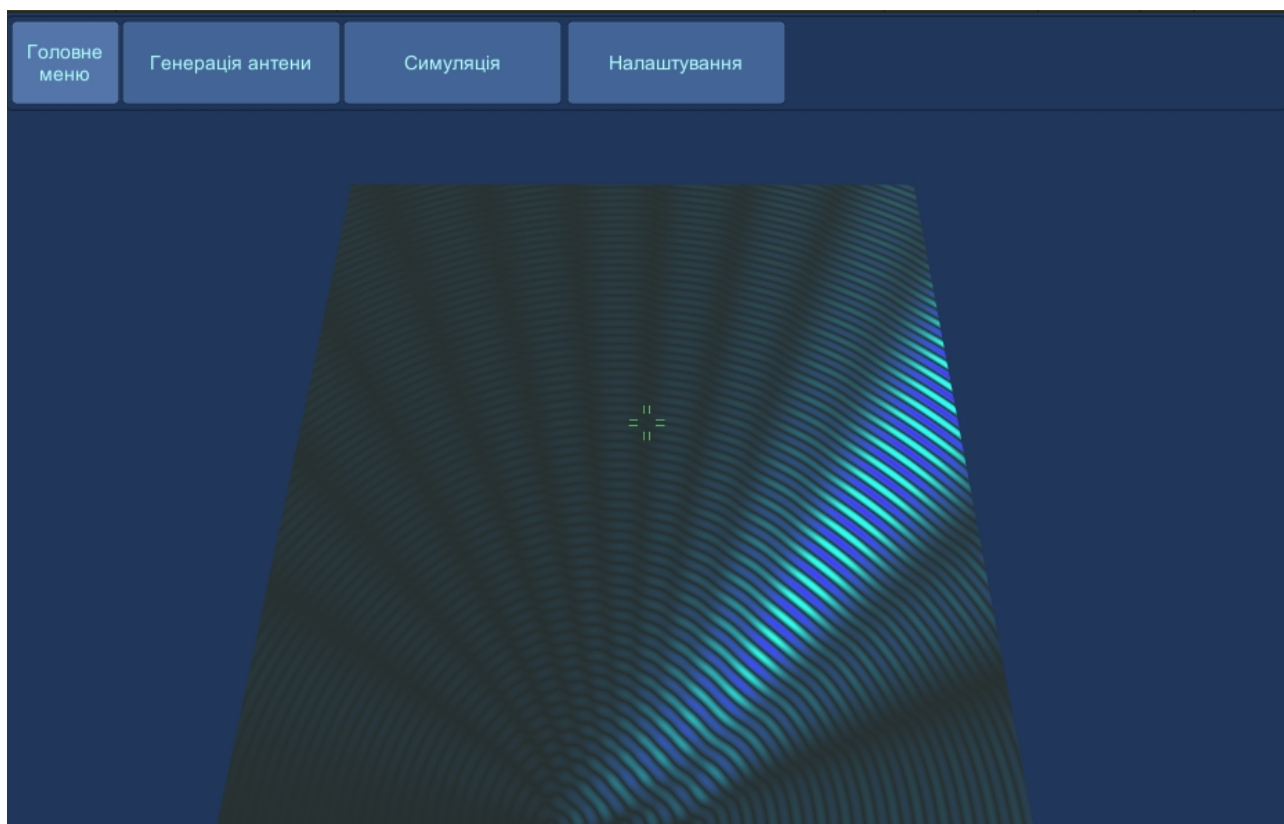 Головне
меню
Генерація антени
Симуляція
Налаштування